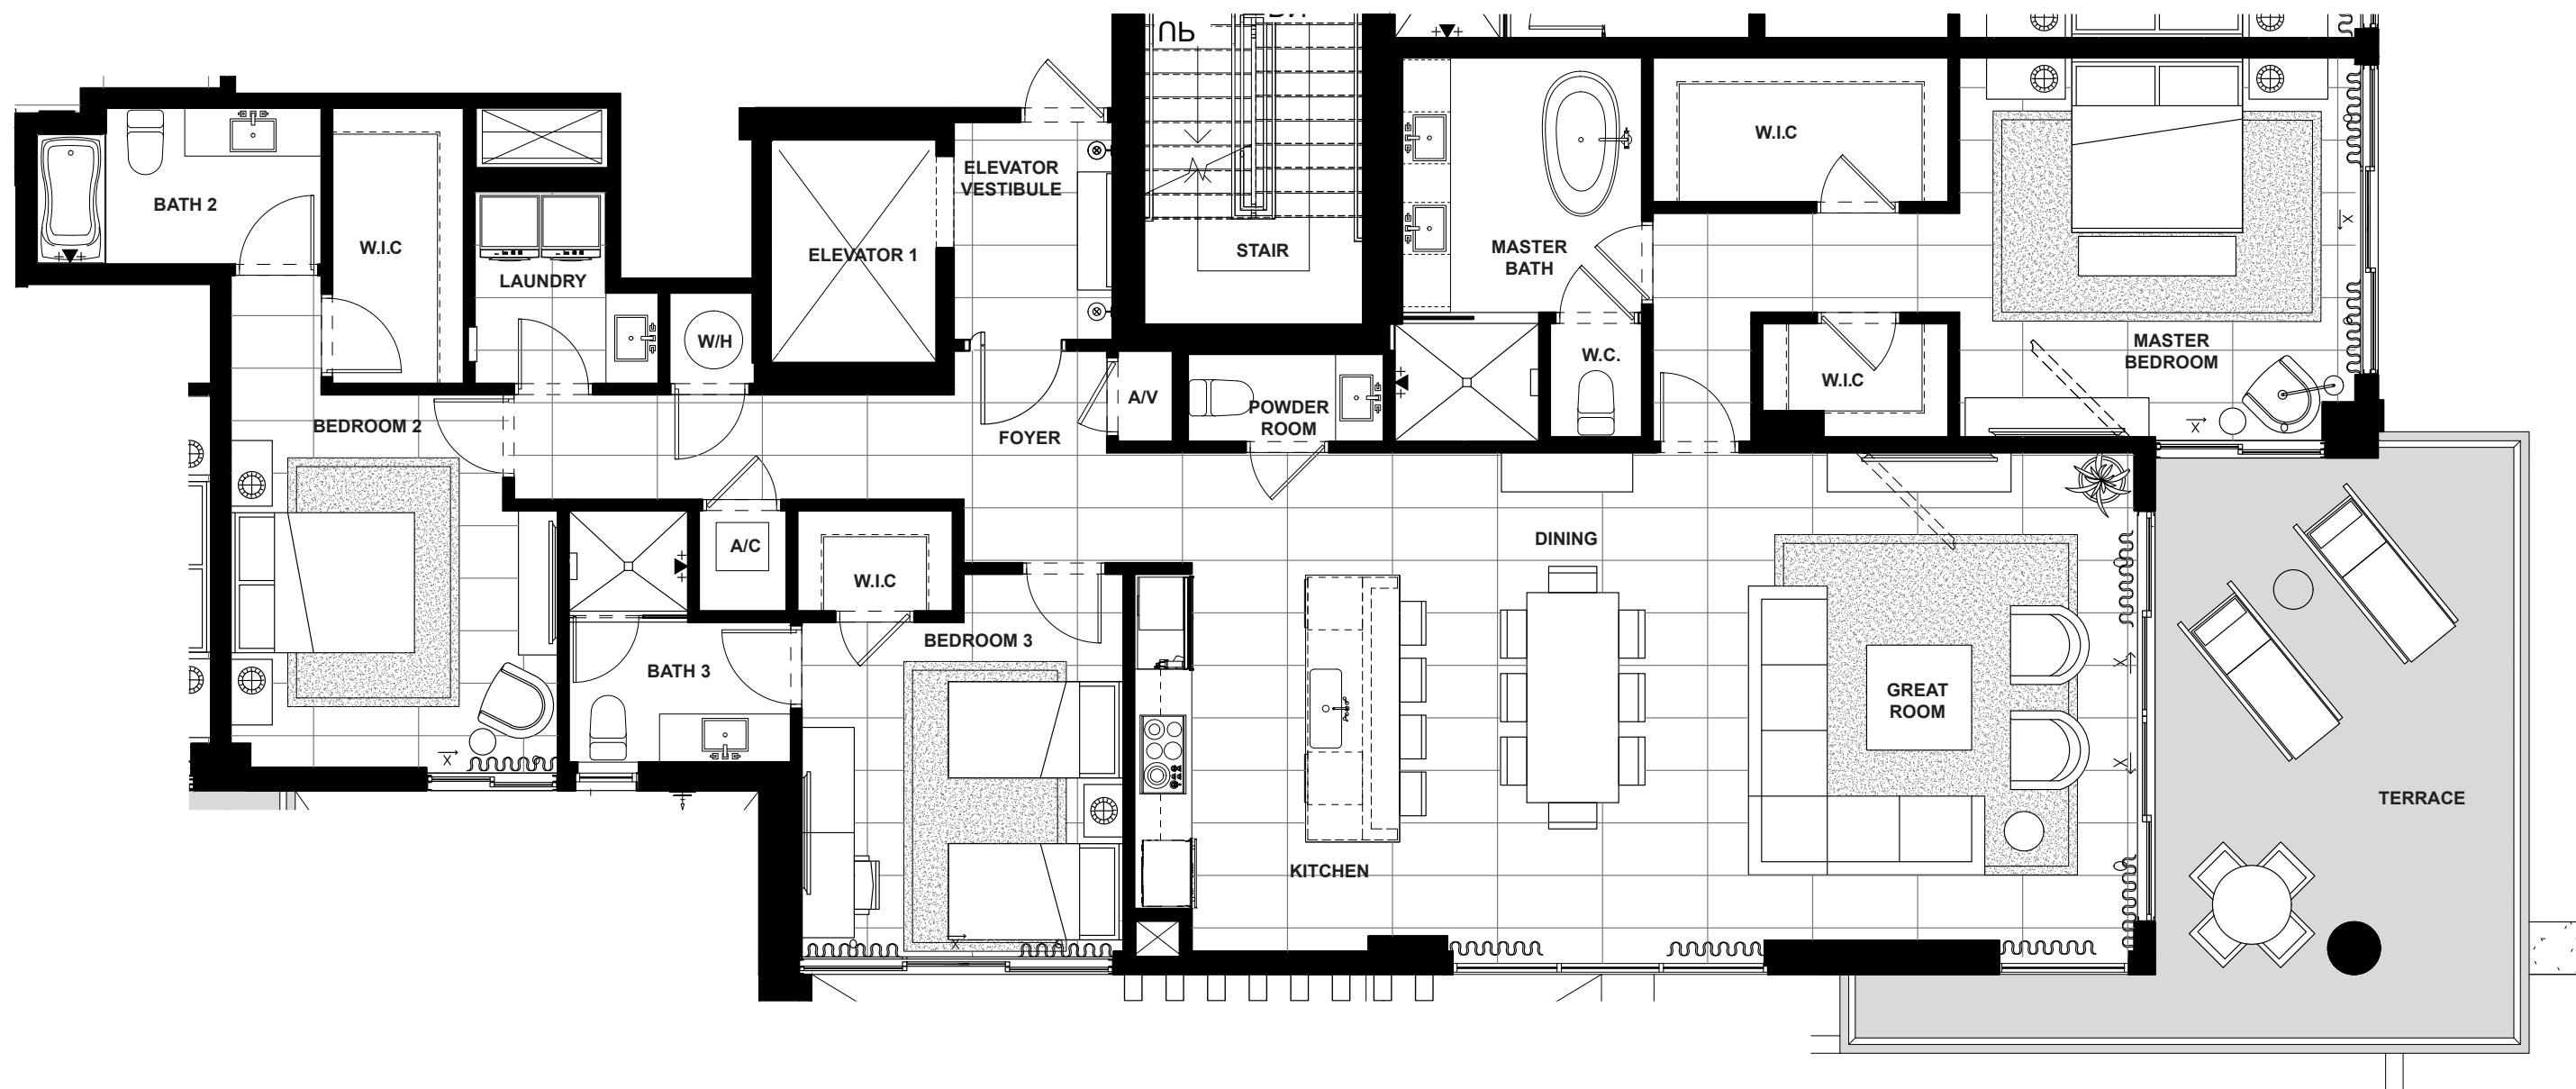 UP
ELEVATOR
VESTIBULE
W.I.C
BATH 2
W.I.C
ELEVATOR 1
STAIR
MASTER
BATH
LAUNDRY
W/H
MASTER
BEDROOM
W.C.
W.I.C
A/V
POWDER
ROOM
BEDROOM 2
FOYER
A/C
DINING
W.I.C
BEDROOM 3
BATH 3
GREAT
ROOM
TERRACE
KITCHEN